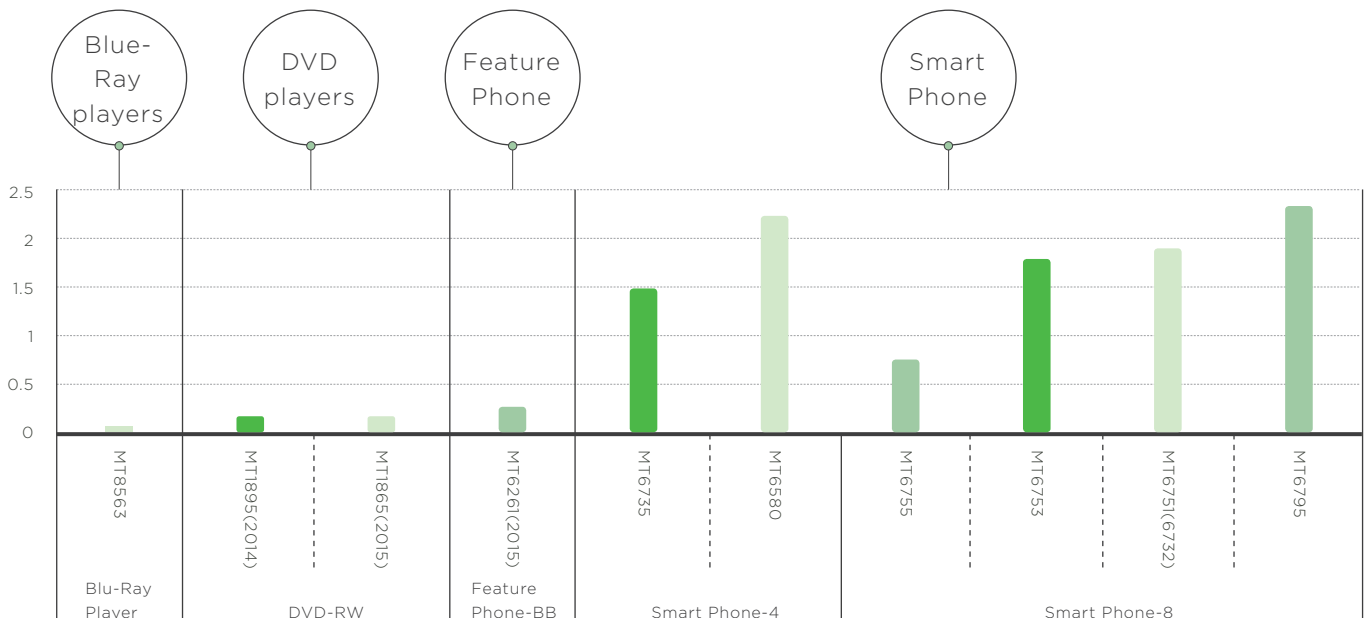 Blue-
Ray
players
DVD
players
Feature
Phone
Smart
Phone
2.5
2
1.5
1
0.5
0
MT8563
MT1895(2014)
MT1865(2015)
MT6261(2015)
MT6735
MT6580
MT6755
MT6753
MT6751(6732)
MT6795
Blu-Ray
Player
DVD-RW
Feature
Phone-BB
Smart Phone-4
Smart Phone-8